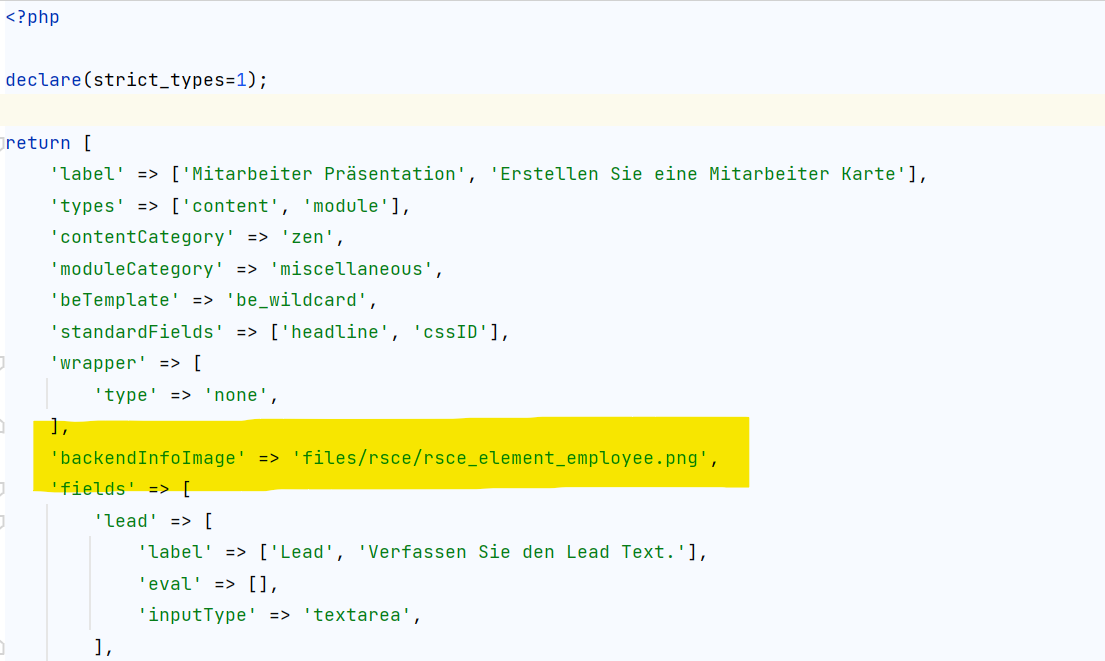 <?php
declare(strict_types=1);
return [
'label' => ['Mitarbeiter Präsentation', 'Erstellen Sie eine Mitarbeiter Karte'],
'types' => ['content', 'module'],
'contentCategory' => 'zen',
'moduleCategory' => 'miscellaneous',
'beTemplate' => 'be_wildcard',
'standardFields' => ['headline', 'cssID'],
'wrapper' => [
'type' => 'none',
],
'backendInfoImage' => 'files/rsce/rsce_element_employee.png',
'fields' => [
'lead' => [
'label' => ['Lead', 'Verfassen Sie den Lead Text.'],
'eval' => [],
'inputType' => 'textarea',
],